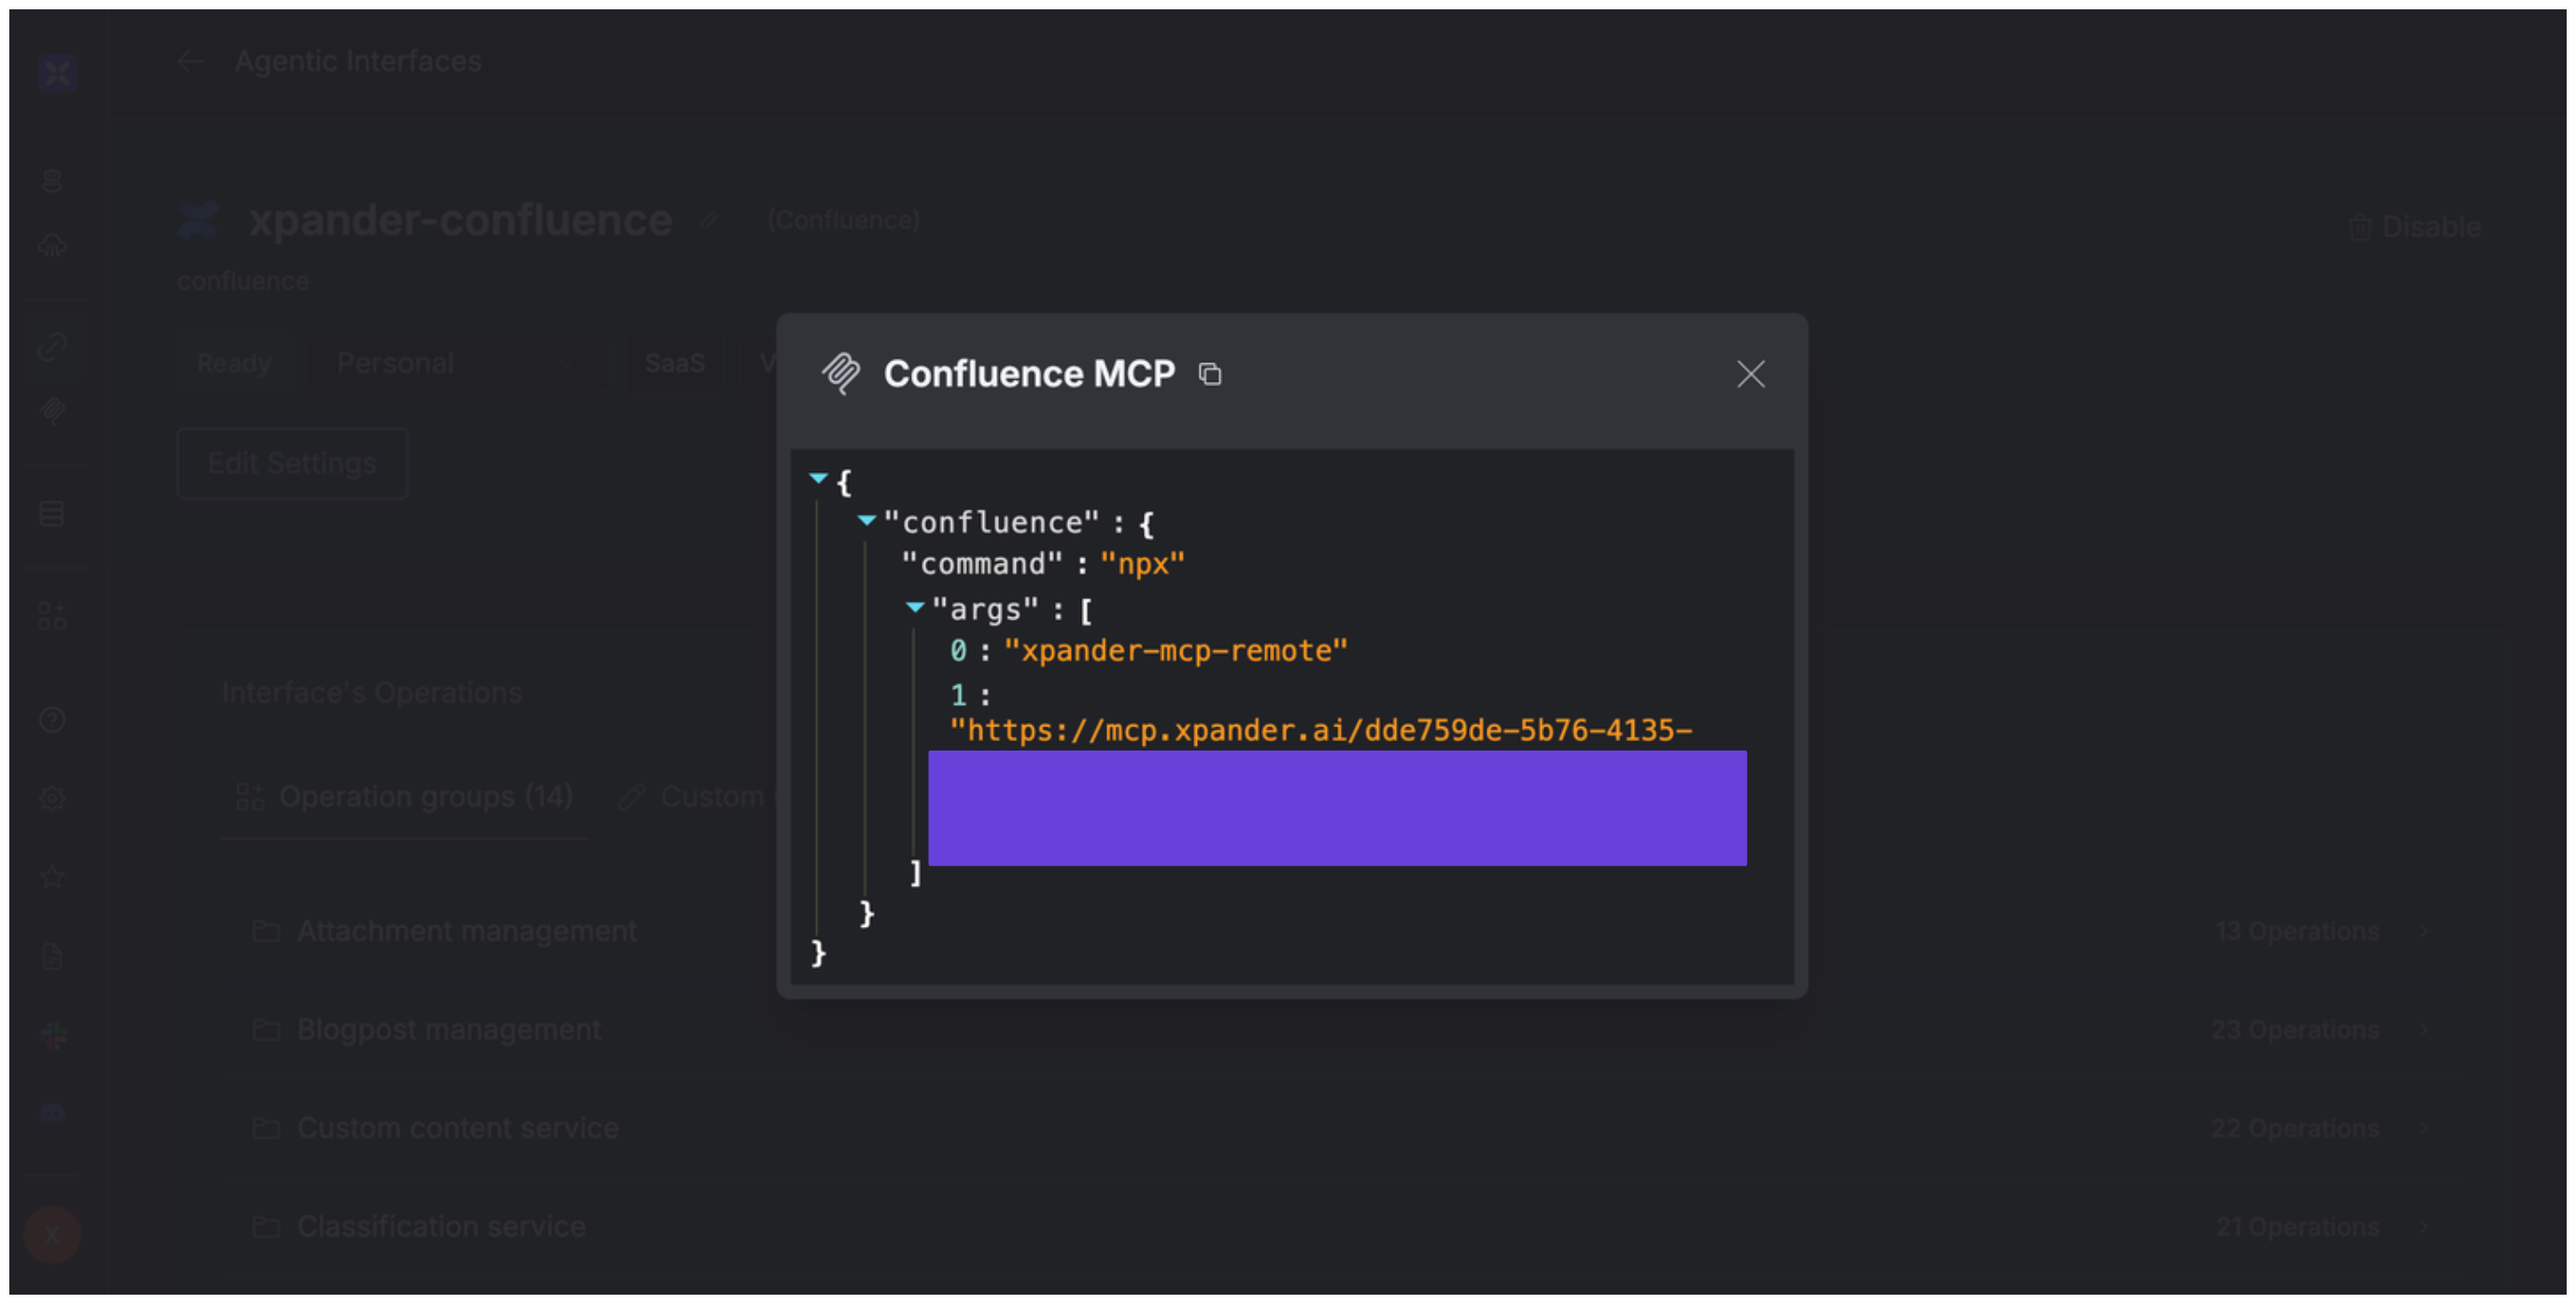 Agentic Interfaces
xpander-confluence (Confluence)
Disable
confluence
Ready Personal SaaS V
Edit Settings
Confluence MCP
{
"confluence" : {
"command" : "npx"
"args" : [
0 : "xpander-mcp-remote"
1 :
"https://mcp.xpander.ai/dde759de-5b76-4135-
]
}
}
Interface's Operations
Operation groups (14) Custom
Attachment management 13 Operations
Blogpost management 23 Operations
Custom content service 22 Operations
Classification service 21 Operations
X